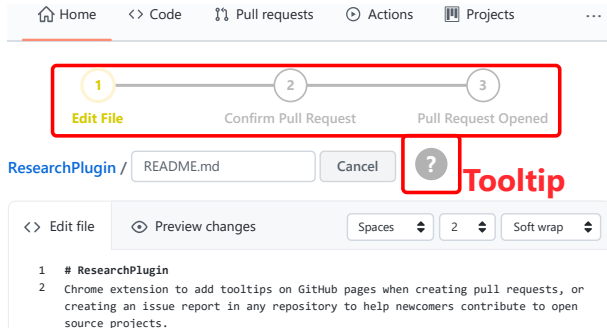 Home <> Code Pull requests Actions Projects ...
1 2 3
Edit File Confirm Pull Request Pull Request Opened
ResearchPlugin / README.md Cancel ? Tooltip
<> Edit file Preview changes Spaces 2 Soft wrap
1 # ResearchPlugin
2 Chrome extension to add tooltips on GitHub pages when creating pull requests, or
creating an issue report in any repository to help newcomers contribute to open
source projects.